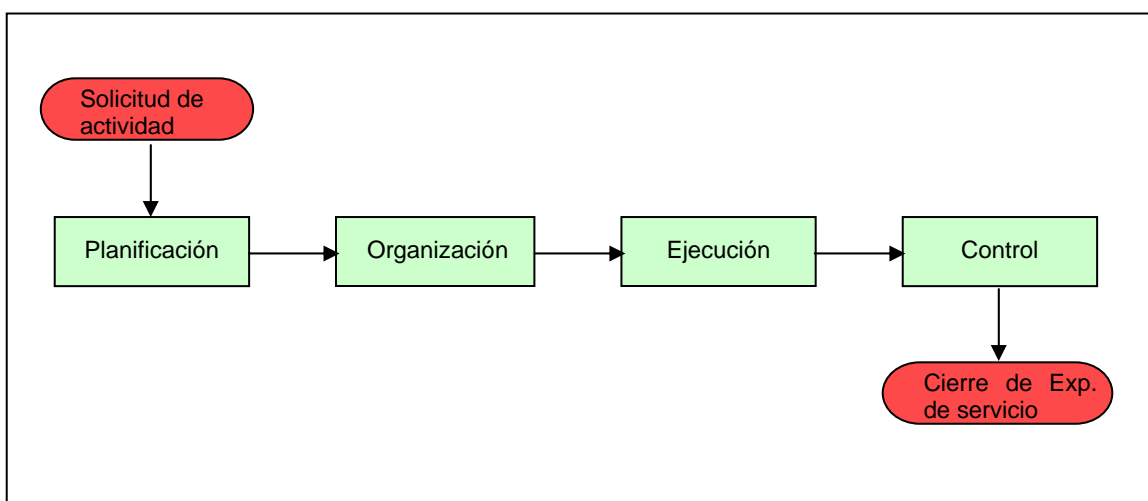 Solicitud de
actividad
Planificación
Organización
Ejecución
Control
Cierre de Exp.
de servicio